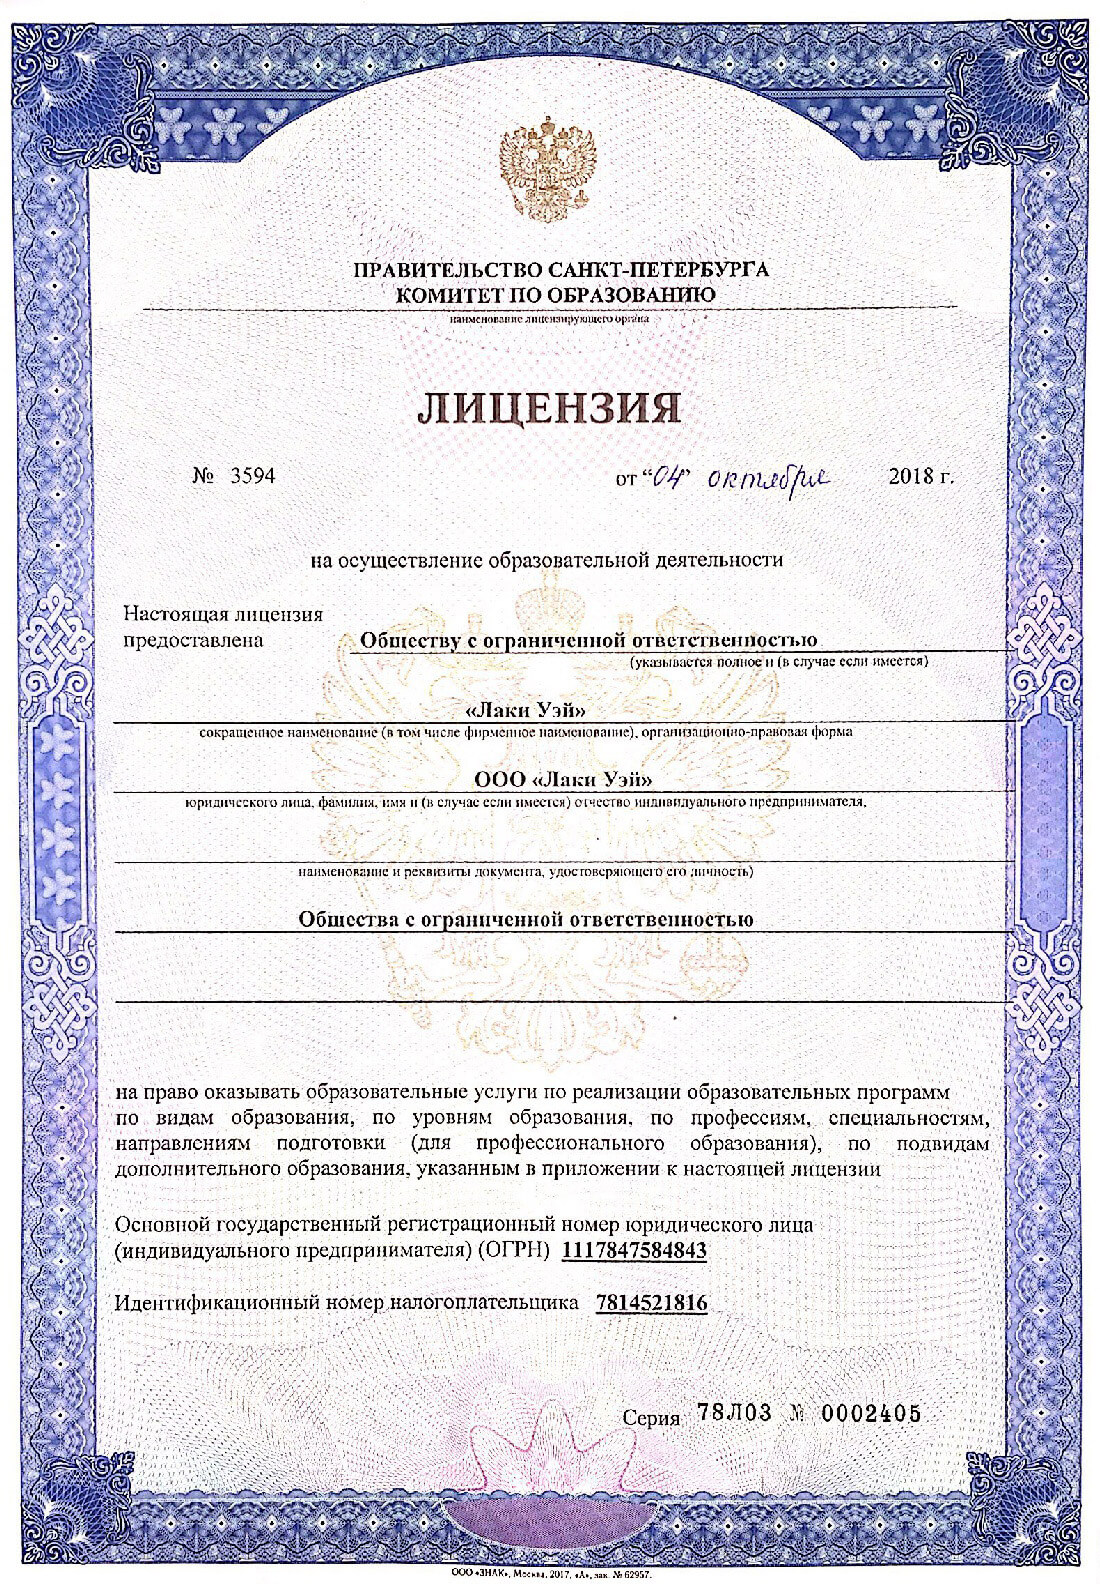 ПРАВИТЕЛЬСТВО САНКТ-ПЕТЕРБУРГА
КОМИТЕТ ПО ОБРАЗОВАНИЮ
наименование лицензирующего органа
ЛИЦЕНЗИЯ
№ 3594 от “04” октября 2018 г.
на осуществление образовательной деятельности
Настоящая лицензия
предоставлена Обществу с ограниченной ответственностью
(указывается полное и (в случае если имеется)
«Лаки Уэй»
сокращенное наименование (в том числе фирменное наименование), организационно-правовая форма
ООО «Лаки Уэй»
юридического лица, фамилия, имя и (в случае если имеется) отчество индивидуального предпринимателя,
наименование и реквизиты документа, удостоверяющего его личность)
Общества с ограниченной ответственностью
на право оказывать образовательные услуги по реализации образовательных программ
по видам образования, по уровням образования, по профессиям, специальностям,
направлениям подготовки (для профессионального образования), по подвидам
дополнительного образования, указанным в приложении к настоящей лицензии
Основной государственный регистрационный номер юридического лица
(индивидуального предпринимателя) (ОГРН) 1117847584843
Идентификационный номер налогоплательщика 7814521816
Серия 78Л03 № 0002405
ООО «ЗНАК», Москва, 2017, «А», зак. № 62957.